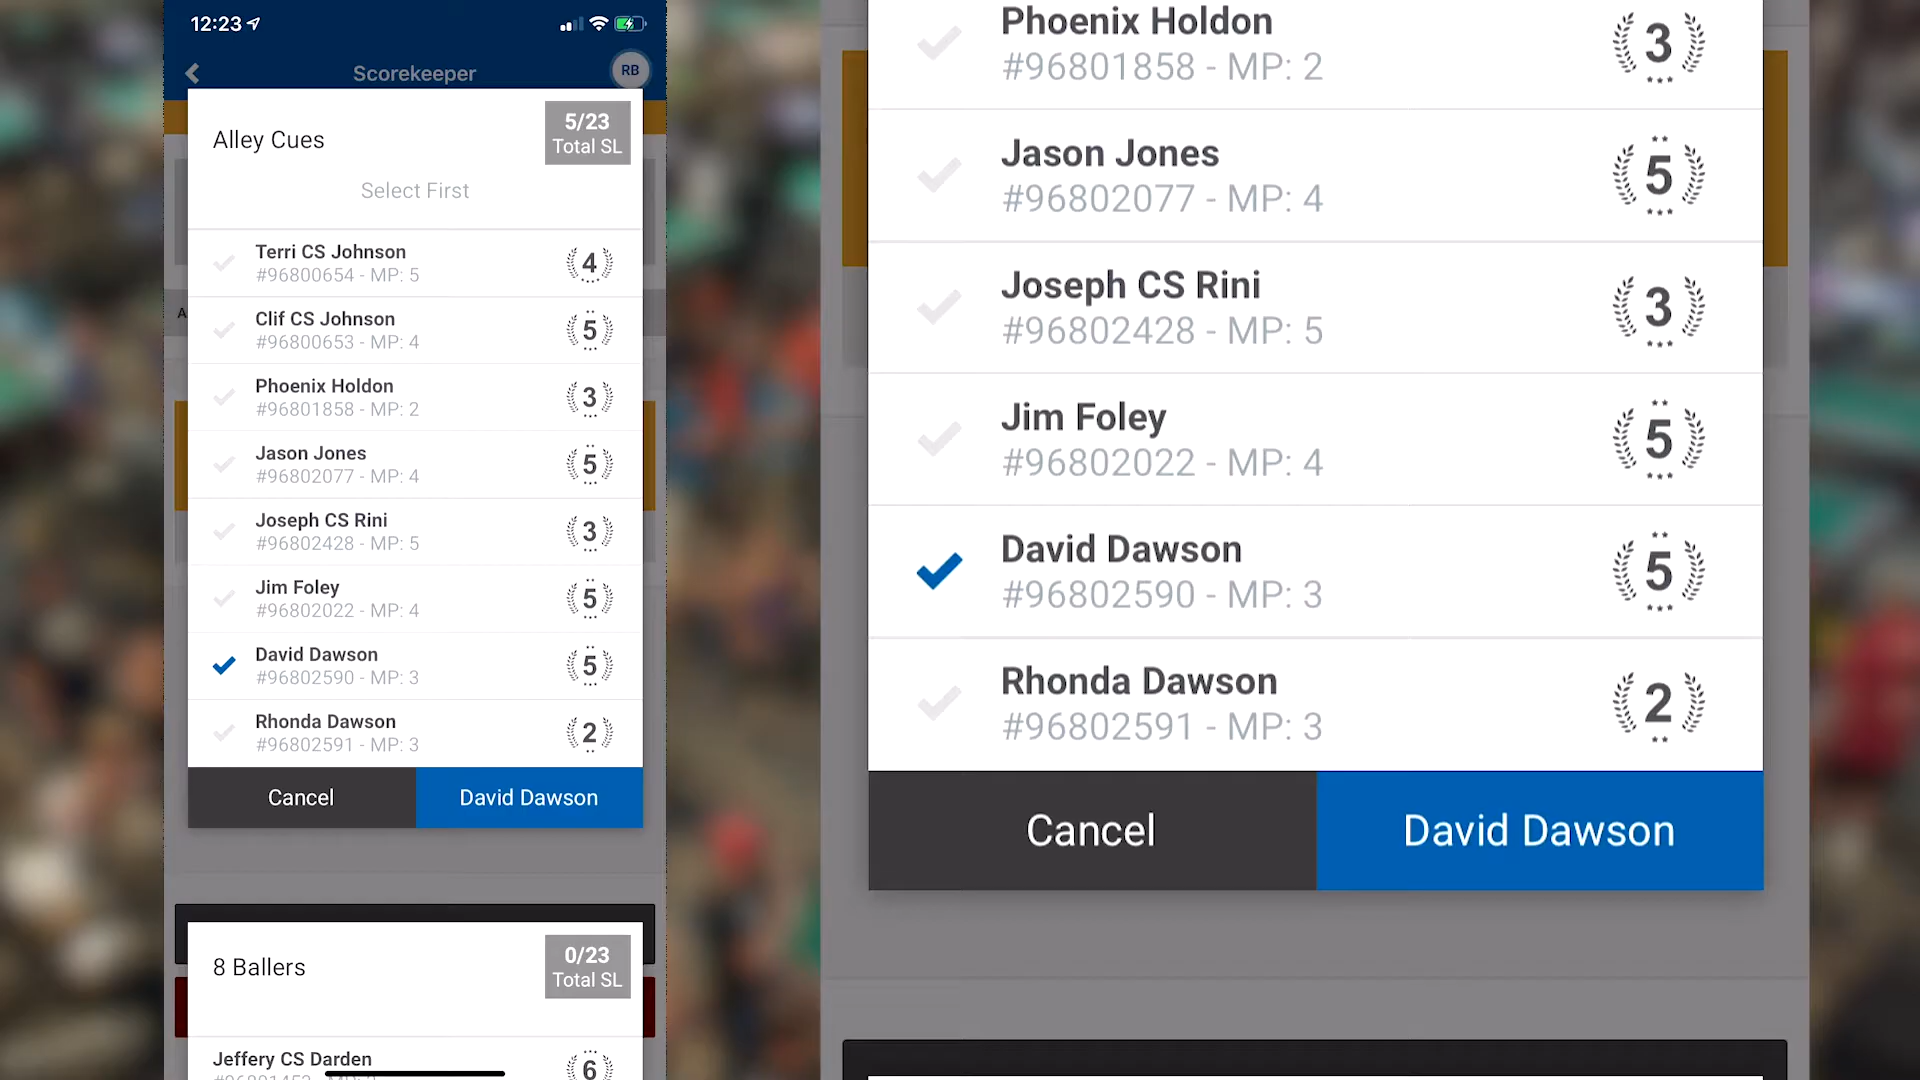 12:23
Scorekeeper
RB
Alley Cues
5/23
Total SL
Select First
Terri CS Johnson
#96800654 - MP: 5
4
Clif CS Johnson
#96800653 - MP: 4
5
Phoenix Holdon
#96801858 - MP: 2
3
Jason Jones
#96802077 - MP: 4
5
Joseph CS Rini
#96802428 - MP: 5
3
Jim Foley
#96802022 - MP: 4
5
David Dawson
#96802590 - MP: 3
5
Rhonda Dawson
#96802591 - MP: 3
2
Cancel
David Dawson
8 Ballers
0/23
Total SL
Jeffery CS Darden
6
Phoenix Holdon
#96801858 - MP: 2
3
Jason Jones
#96802077 - MP: 4
5
Joseph CS Rini
#96802428 - MP: 5
3
Jim Foley
#96802022 - MP: 4
5
David Dawson
#96802590 - MP: 3
5
Rhonda Dawson
#96802591 - MP: 3
2
Cancel
David Dawson